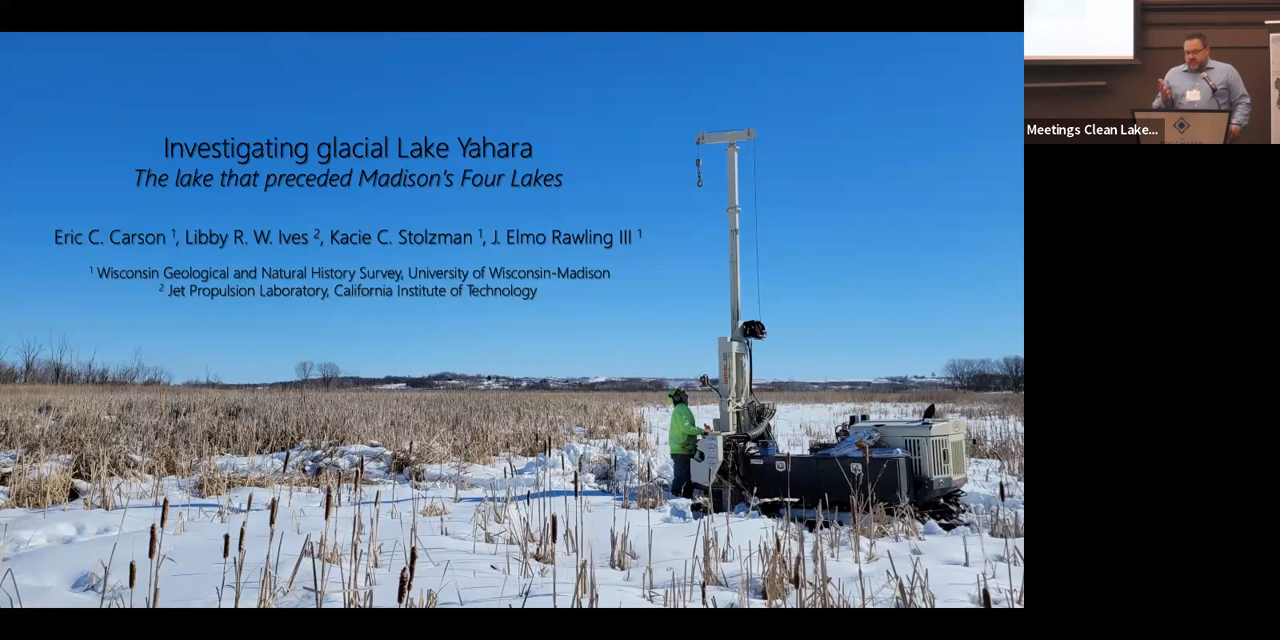 Investigating glacial Lake Yahara
The lake that preceded Madison's Four Lakes
Eric C. Carson ¹, Libby R. W. Ives ², Kacie C. Stolzman ¹, J. Elmo Rawling III ¹
¹ Wisconsin Geological and Natural History Survey, University of Wisconsin-Madison
² Jet Propulsion Laboratory, California Institute of Technology
Meetings Clean Lake...